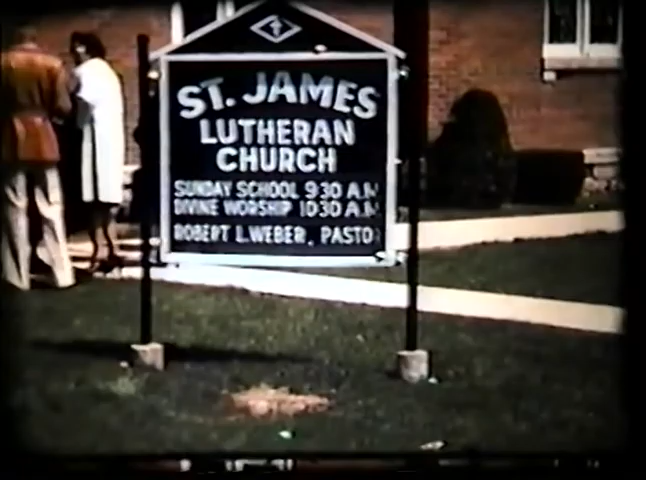 ST. JAMES
LUTHERAN
CHURCH
SUNDAY SCHOOL 9:30 A.M
DIVINE WORSHIP 10:30 A.M
ROBERT L. WEBER, PASTO